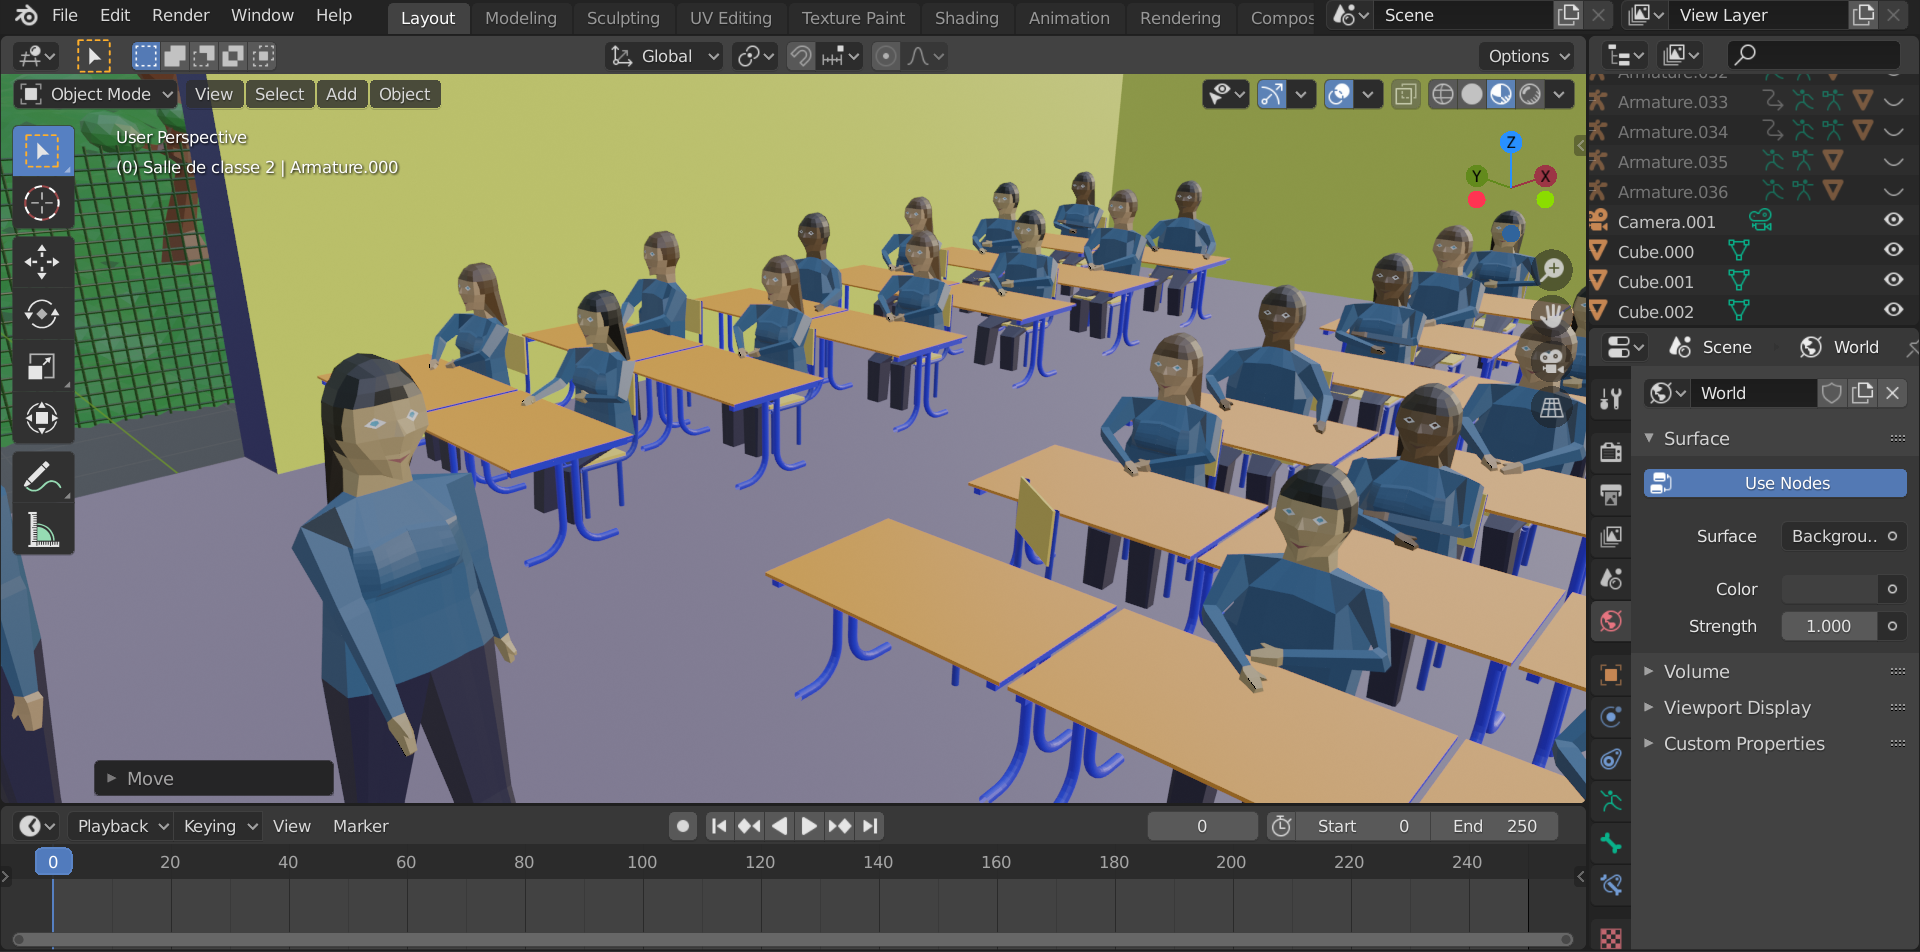 File Edit Render Window Help Layout Modeling Sculpting UV Editing Texture Paint Shading Animation Rendering Compos Scene View Layer
Global Options
Object Mode View Select Add Object
User Perspective
(0) Salle de classe 2 | Armature.000
Z
Y X
Armature.032
Armature.033
Armature.034
Armature.035
Armature.036
Camera.001
Cube.000
Cube.001
Cube.002
Scene World
World
Surface
Use Nodes
Surface Backgrou..
Color
Strength 1.000
Volume
Viewport Display
Custom Properties
Move
Playback Keying View Marker 0 Start 0 End 250
0 20 40 60 80 100 120 140 160 180 200 220 240